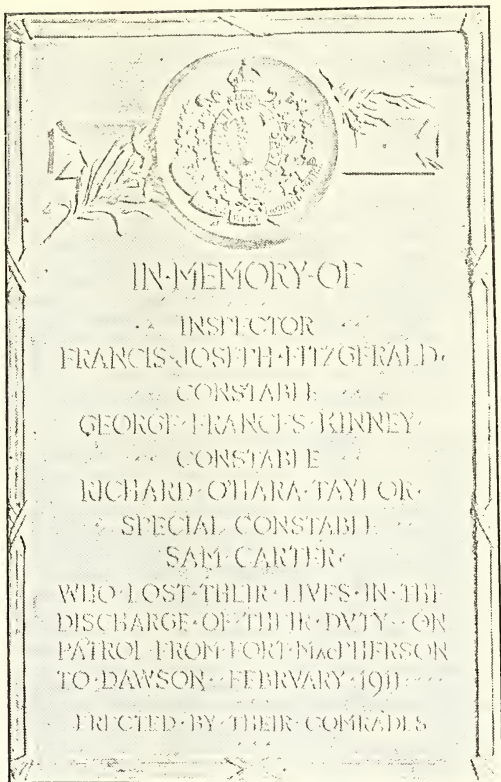 IN·MEMORY·OF
INSPECTOR
FRANCIS·JOSEPH·FITZGERALD·
CONSTABLE
GEORGE·FRANCES·KINNEY·
CONSTABLE
RICHARD·O'HARA·TAYLOR·
SPECIAL·CONSTABLE
SAM·CARTER·
WHO·LOST·THEIR·LIVES·IN·THE
DISCHARGE·OF·THEIR·DVTY··ON
PATROL·FROM·FORT·MACPHERSON
TO·DAWSON··FEBRVARY·1911···
ERECTED·BY·THEIR·COMRADES